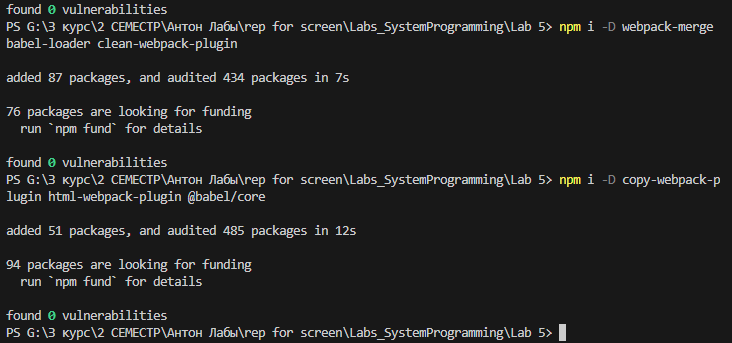 found 0 vulnerabilities
PS G:\3 курс\2 СЕМЕСТР\Антон Лабы\rep for screen\Labs_SystemProgramming\Lab 5> npm i -D webpack-merge
babel-loader clean-webpack-plugin
added 87 packages, and audited 434 packages in 7s
76 packages are looking for funding
  run `npm fund` for details
found 0 vulnerabilities
PS G:\3 курс\2 СЕМЕСТР\Антон Лабы\rep for screen\Labs_SystemProgramming\Lab 5> npm i -D copy-webpack-p
lugin html-webpack-plugin @babel/core
added 51 packages, and audited 485 packages in 12s
94 packages are looking for funding
  run `npm fund` for details
found 0 vulnerabilities
PS G:\3 курс\2 СЕМЕСТР\Антон Лабы\rep for screen\Labs_SystemProgramming\Lab 5>